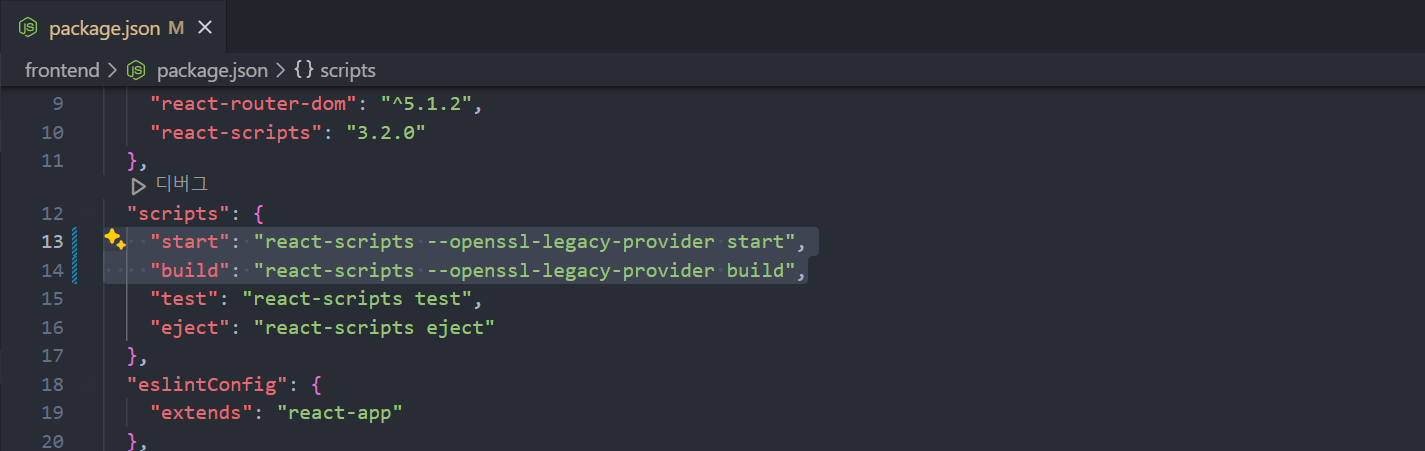 package.json M
frontend > package.json > {} scripts
9 "react-router-dom": "^5.1.2",
10 "react-scripts": "3.2.0"
11 },
디버그
12 "scripts": {
13 "start": "react-scripts --openssl-legacy-provider start",
14 "build": "react-scripts --openssl-legacy-provider build",
15 "test": "react-scripts test",
16 "eject": "react-scripts eject"
17 },
18 "eslintConfig": {
19 "extends": "react-app"
20 },